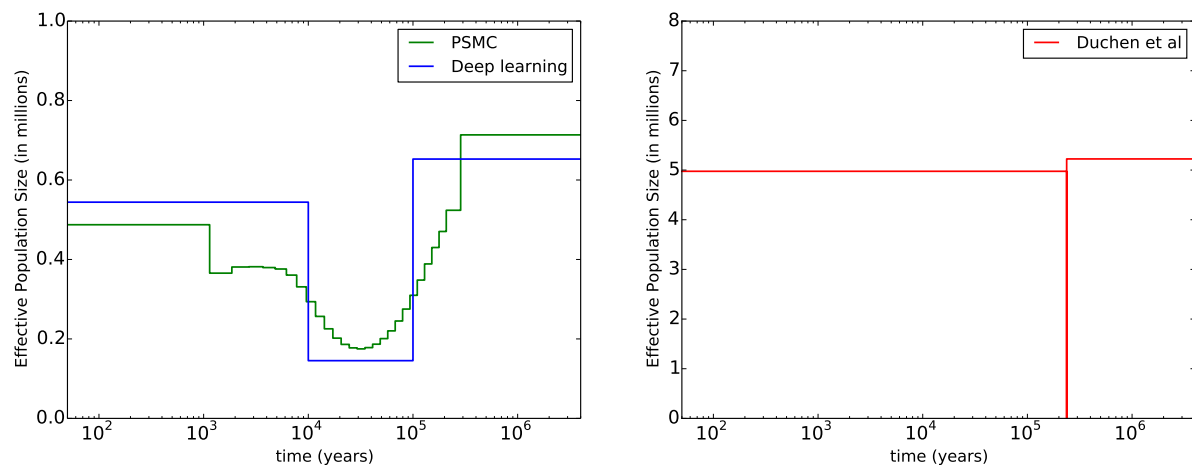 1.0
0.8
0.6
0.4
0.2
0.0
Effective Population Size (in millions)
PSMC
Deep learning
10² 10³ 10⁴ 10⁵ 10⁶
time (years)
8
7
6
5
4
3
2
1
0
Effective Population Size (in millions)
Duchen et al
10² 10³ 10⁴ 10⁵ 10⁶
time (years)